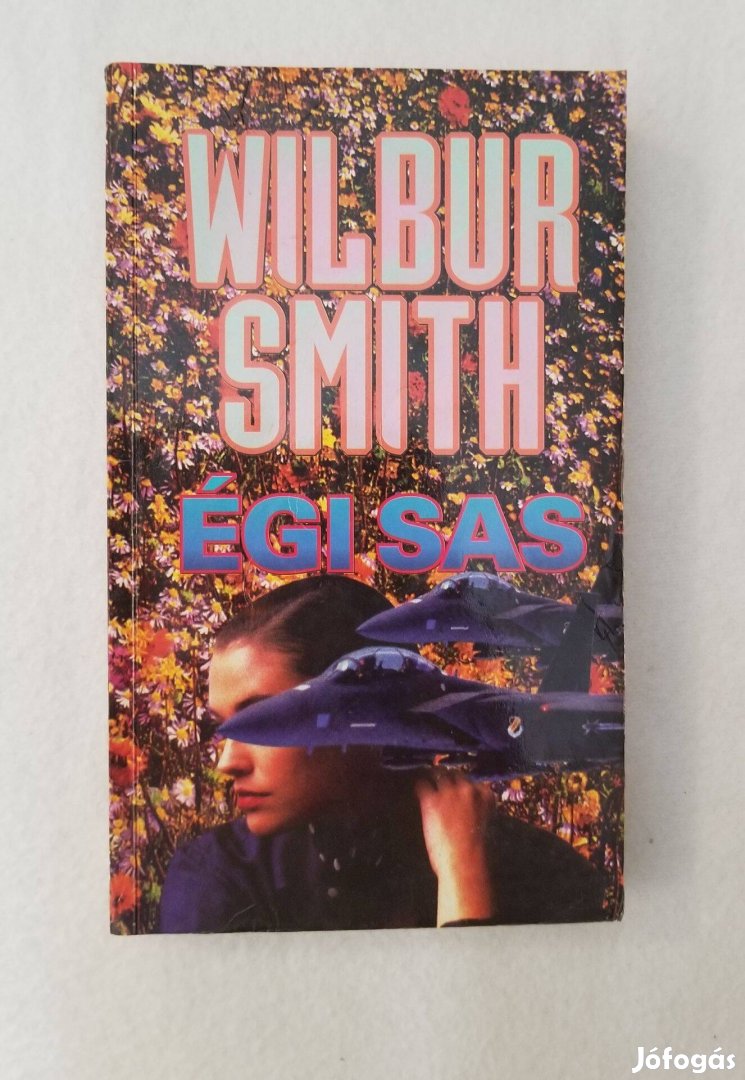 WILBUR
SMITH
ÉGI SAS
Jófogás